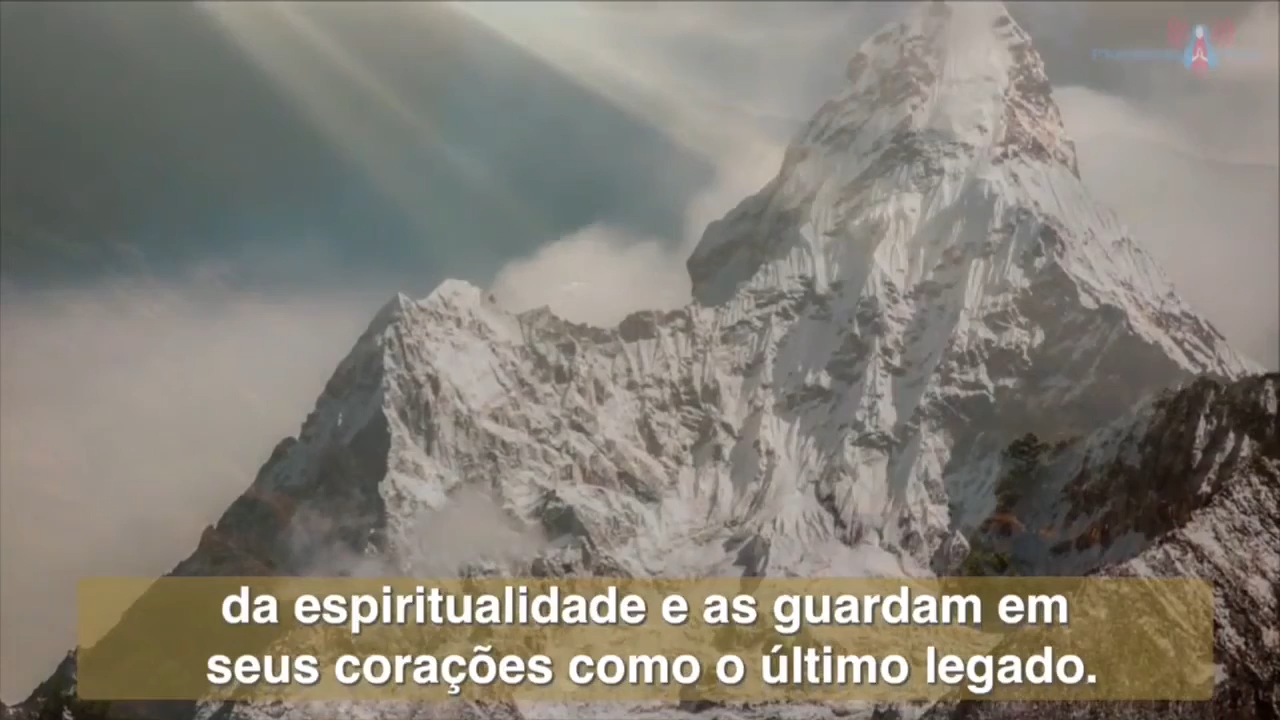 da espiritualidade e as guardam em
seus corações como o último legado.